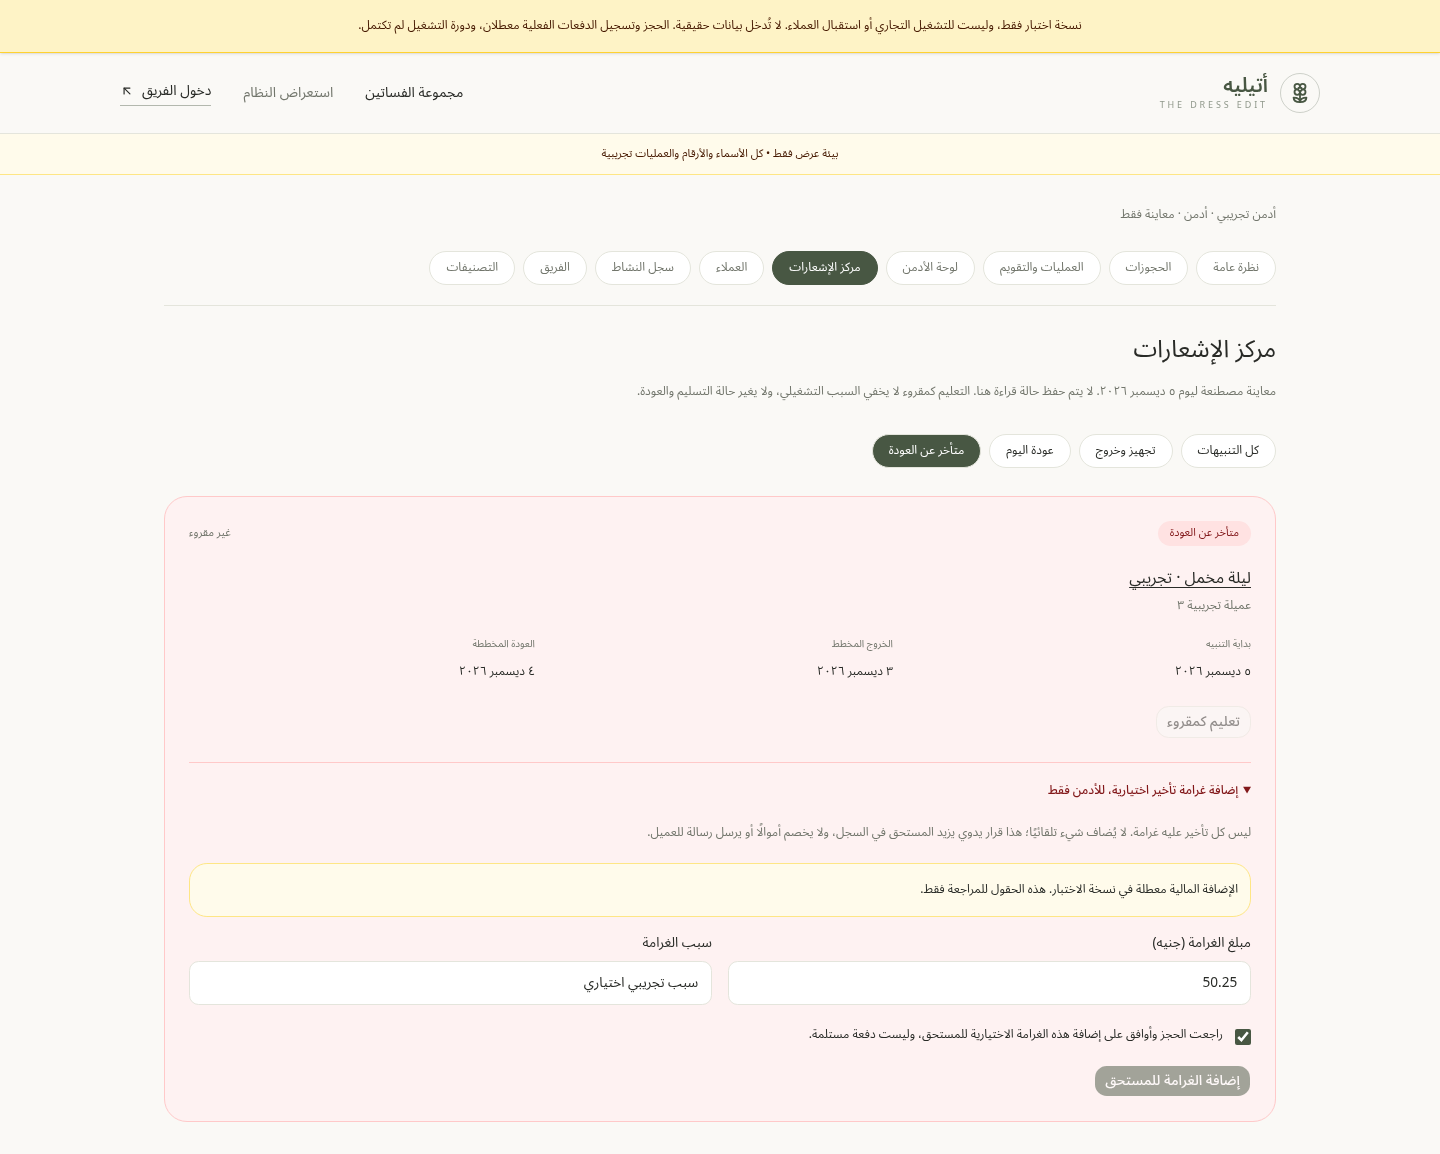 نسخة اختبار فقط، وليست للتشغيل التجاري أو استقبال العملاء. لا تُدخل بيانات حقيقية. الحجز وتسجيل الدفعات الفعلية معطلان، ودورة التشغيل لم تكتمل.
أتيليه
THE DRESS EDIT
مجموعة الفساتين
استعراض النظام
دخول الفريق
بيئة عرض فقط • كل الأسماء والأرقام والعمليات تجريبية
أدمن تجريبي · أدمن · معاينة فقط
نظرة عامة
الحجوزات
العمليات والتقويم
لوحة الأدمن
مركز الإشعارات
العملاء
سجل النشاط
الفريق
التصنيفات
مركز الإشعارات
معاينة مصطنعة ليوم ٥ ديسمبر ٢٠٢٦. لا يتم حفظ حالة قراءة هنا. التعليم كمقروء لا يخفي السبب التشغيلي، ولا يغير حالة التسليم والعودة.
كل التنبيهات
تجهيز وخروج
عودة اليوم
متأخر عن العودة
متأخر عن العودة
غير مقروء
ليلة مخمل · تجريبي
عميلة تجريبية ٣
بداية التنبيه
الخروج المخطط
العودة المخططة
٥ ديسمبر ٢٠٢٦
٣ ديسمبر ٢٠٢٦
٤ ديسمبر ٢٠٢٦
تعليم كمقروء
إضافة غرامة تأخير اختيارية، للأدمن فقط
ليس كل تأخير عليه غرامة. لا يُضاف شيء تلقائيًا؛ هذا قرار يدوي يزيد المستحق في السجل، ولا يخصم أموالًا أو يرسل رسالة للعميل.
الإضافة المالية معطلة في نسخة الاختبار. هذه الحقول للمراجعة فقط.
مبلغ الغرامة (جنيه)
سبب الغرامة
50.25
سبب تجريبي اختياري
راجعت الحجز وأوافق على إضافة هذه الغرامة الاختيارية للمستحق، وليست دفعة مستلمة.
إضافة الغرامة للمستحق